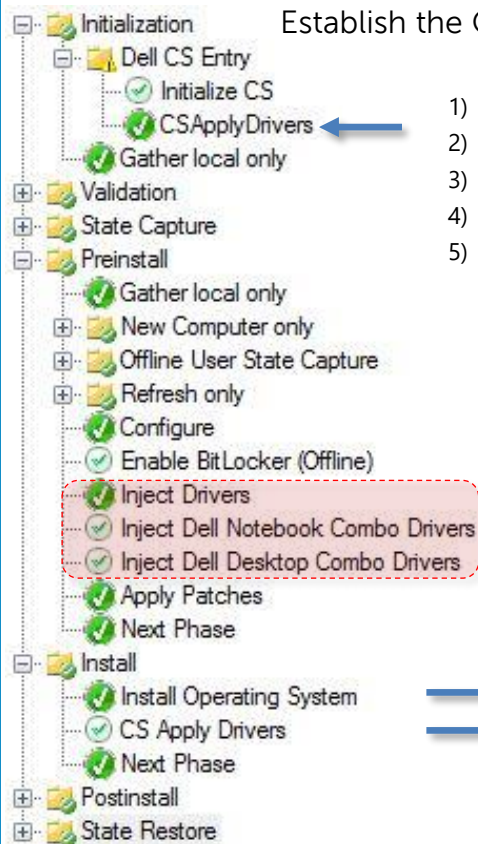 Establish the
Initialization
Dell CS Entry
Initialize CS
CSApplyDrivers
Gather local only
Validation
State Capture
Preinstall
Gather local only
New Computer only
Offline User State Capture
Refresh only
Configure
Enable BitLocker (Offline)
Inject Drivers
Inject Dell Notebook Combo Drivers
Inject Dell Desktop Combo Drivers
Apply Patches
Next Phase
Install
Install Operating System
CS Apply Drivers
Next Phase
Postinstall
State Restore
1)
2)
3)
4)
5)